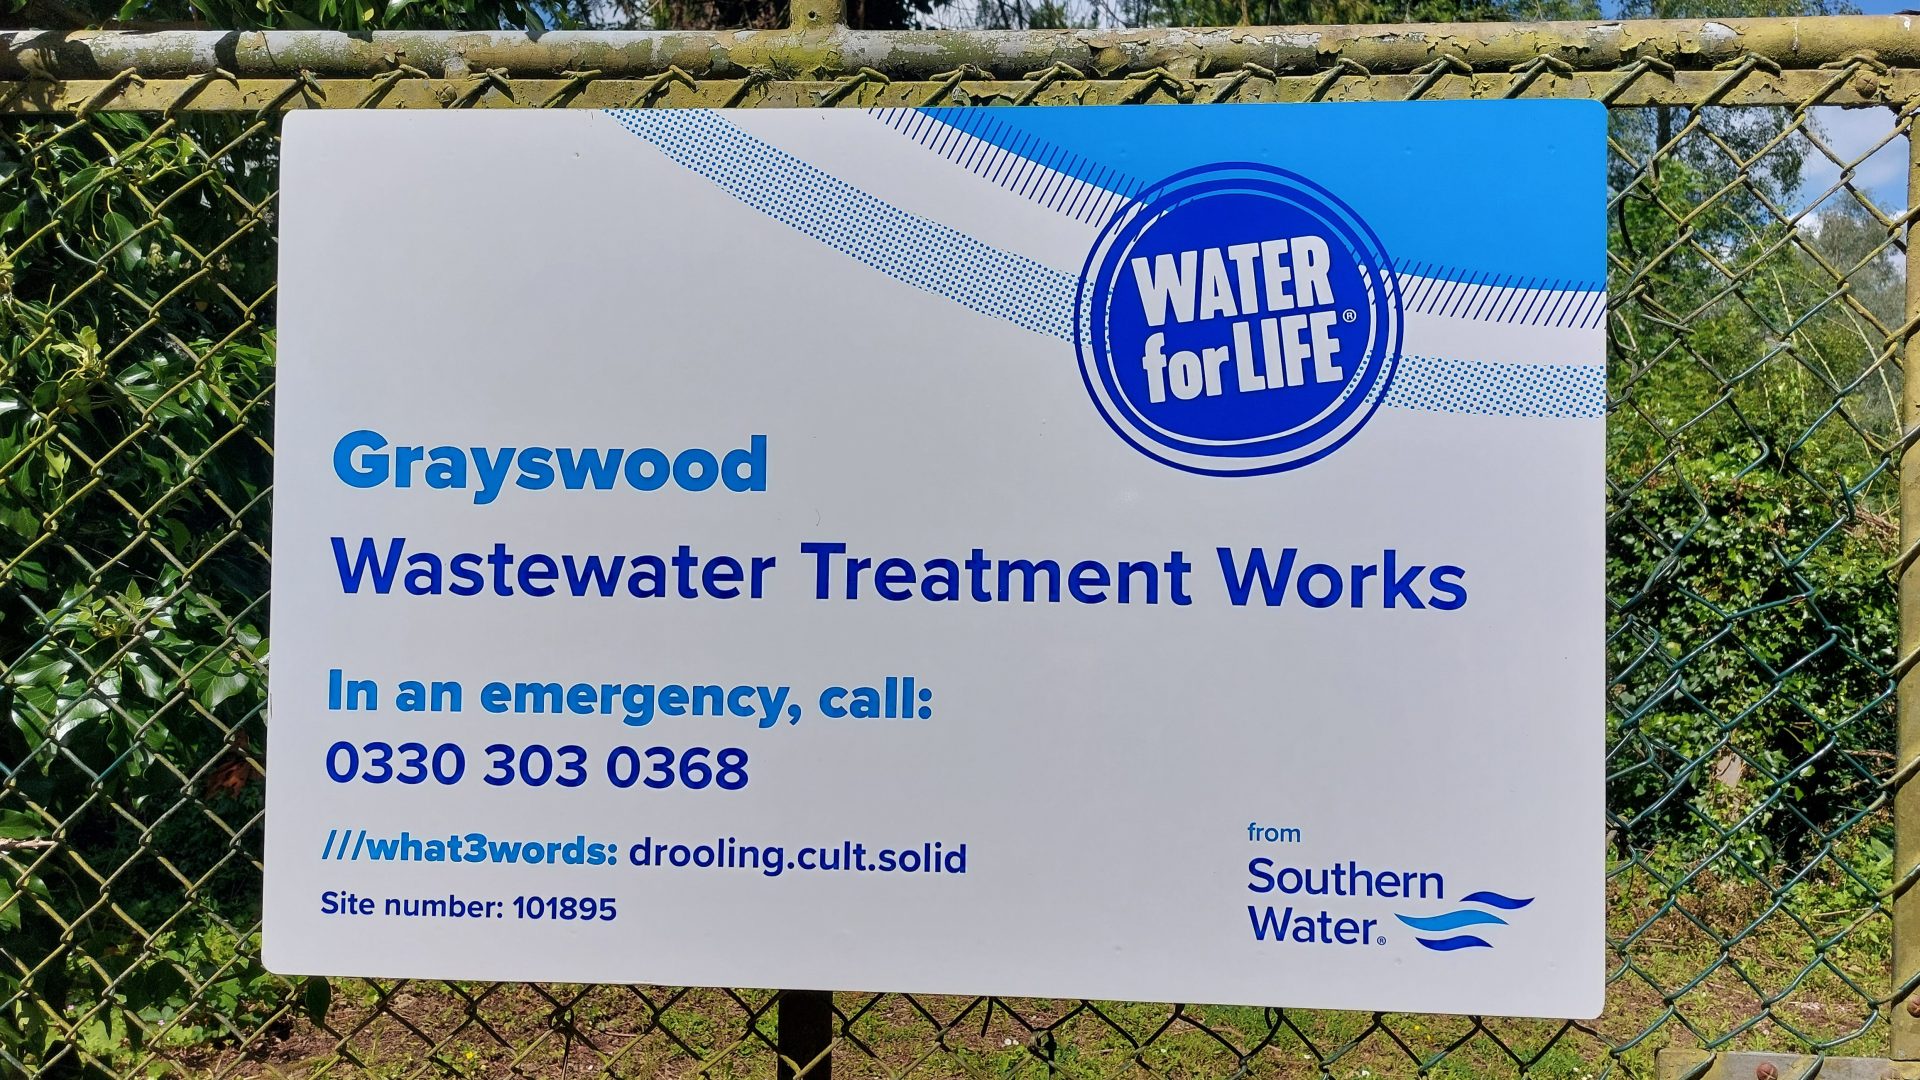 WATER
for LIFE®
Grayswood
Wastewater Treatment Works
In an emergency, call:
0330 303 0368
///what3words: drooling.cult.solid
Site number: 101895
from
Southern
Water®